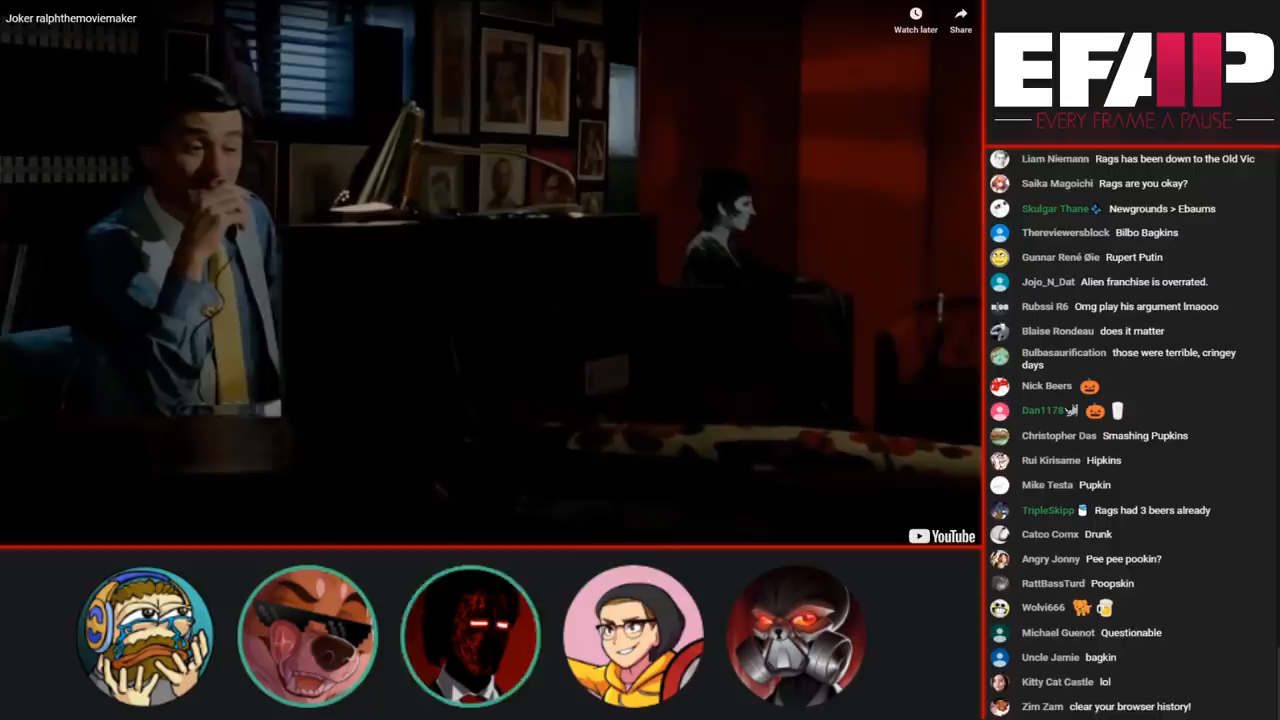 Joker ralphthemoviemaker
Watch later
Share
EFAP
EVERY FRAME A PAUSE
Liam Niemann Rags has been down to the Old Vic
Saika Magoichi Rags are you okay?
Skulgar Thane Newgrounds > Ebaums
Thereviewersblock Bilbo Bagkins
Gunnar René Øie Rupert Putin
Jojo_N_Dat Alien franchise is overrated.
Rubssi R6 Omg play his argument lmaooo
Blaise Rondeau does it matter
Bulbasaurification those were terrible, cringey
days
Nick Beers 🎃
Dan1178 🎃 🥛
Christopher Das Smashing Pupkins
Rui Kirisame Hipkins
Mike Testa Pupkin
TripleSkipp Rags had 3 beers already
Catco Comx Drunk
Angry Jonny Pee pee pookin?
RattBassTurd Poopskin
Wolvi666 🐕 🍺
Michael Guenot Questionable
Uncle Jamie bagkin
Kitty Cat Castle lol
Zim Zam clear your browser history!
YouTube